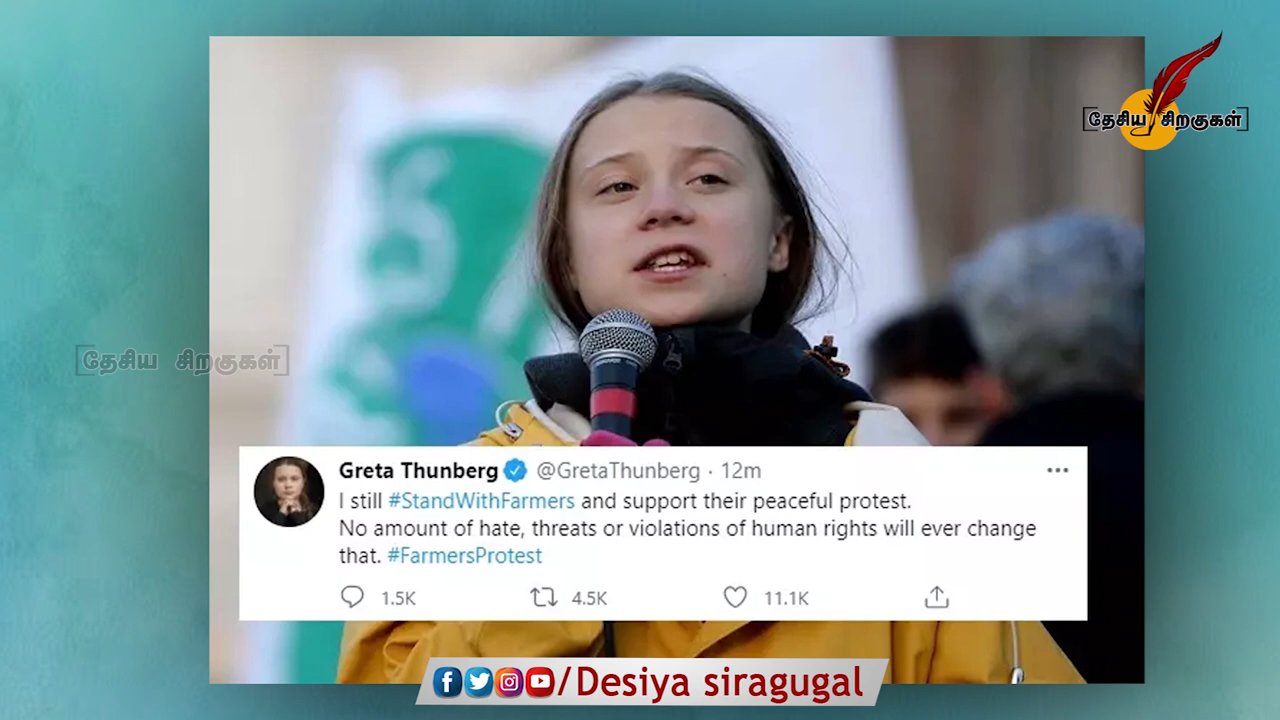 தேசிய சிறகுகள்
தேசிய சிறகுகள்
Greta Thunberg @GretaThunberg · 12m
I still #StandWithFarmers and support their peaceful protest.
No amount of hate, threats or violations of human rights will ever change
that. #FarmersProtest
1.5K 4.5K 11.1K
/Desiya siragugal